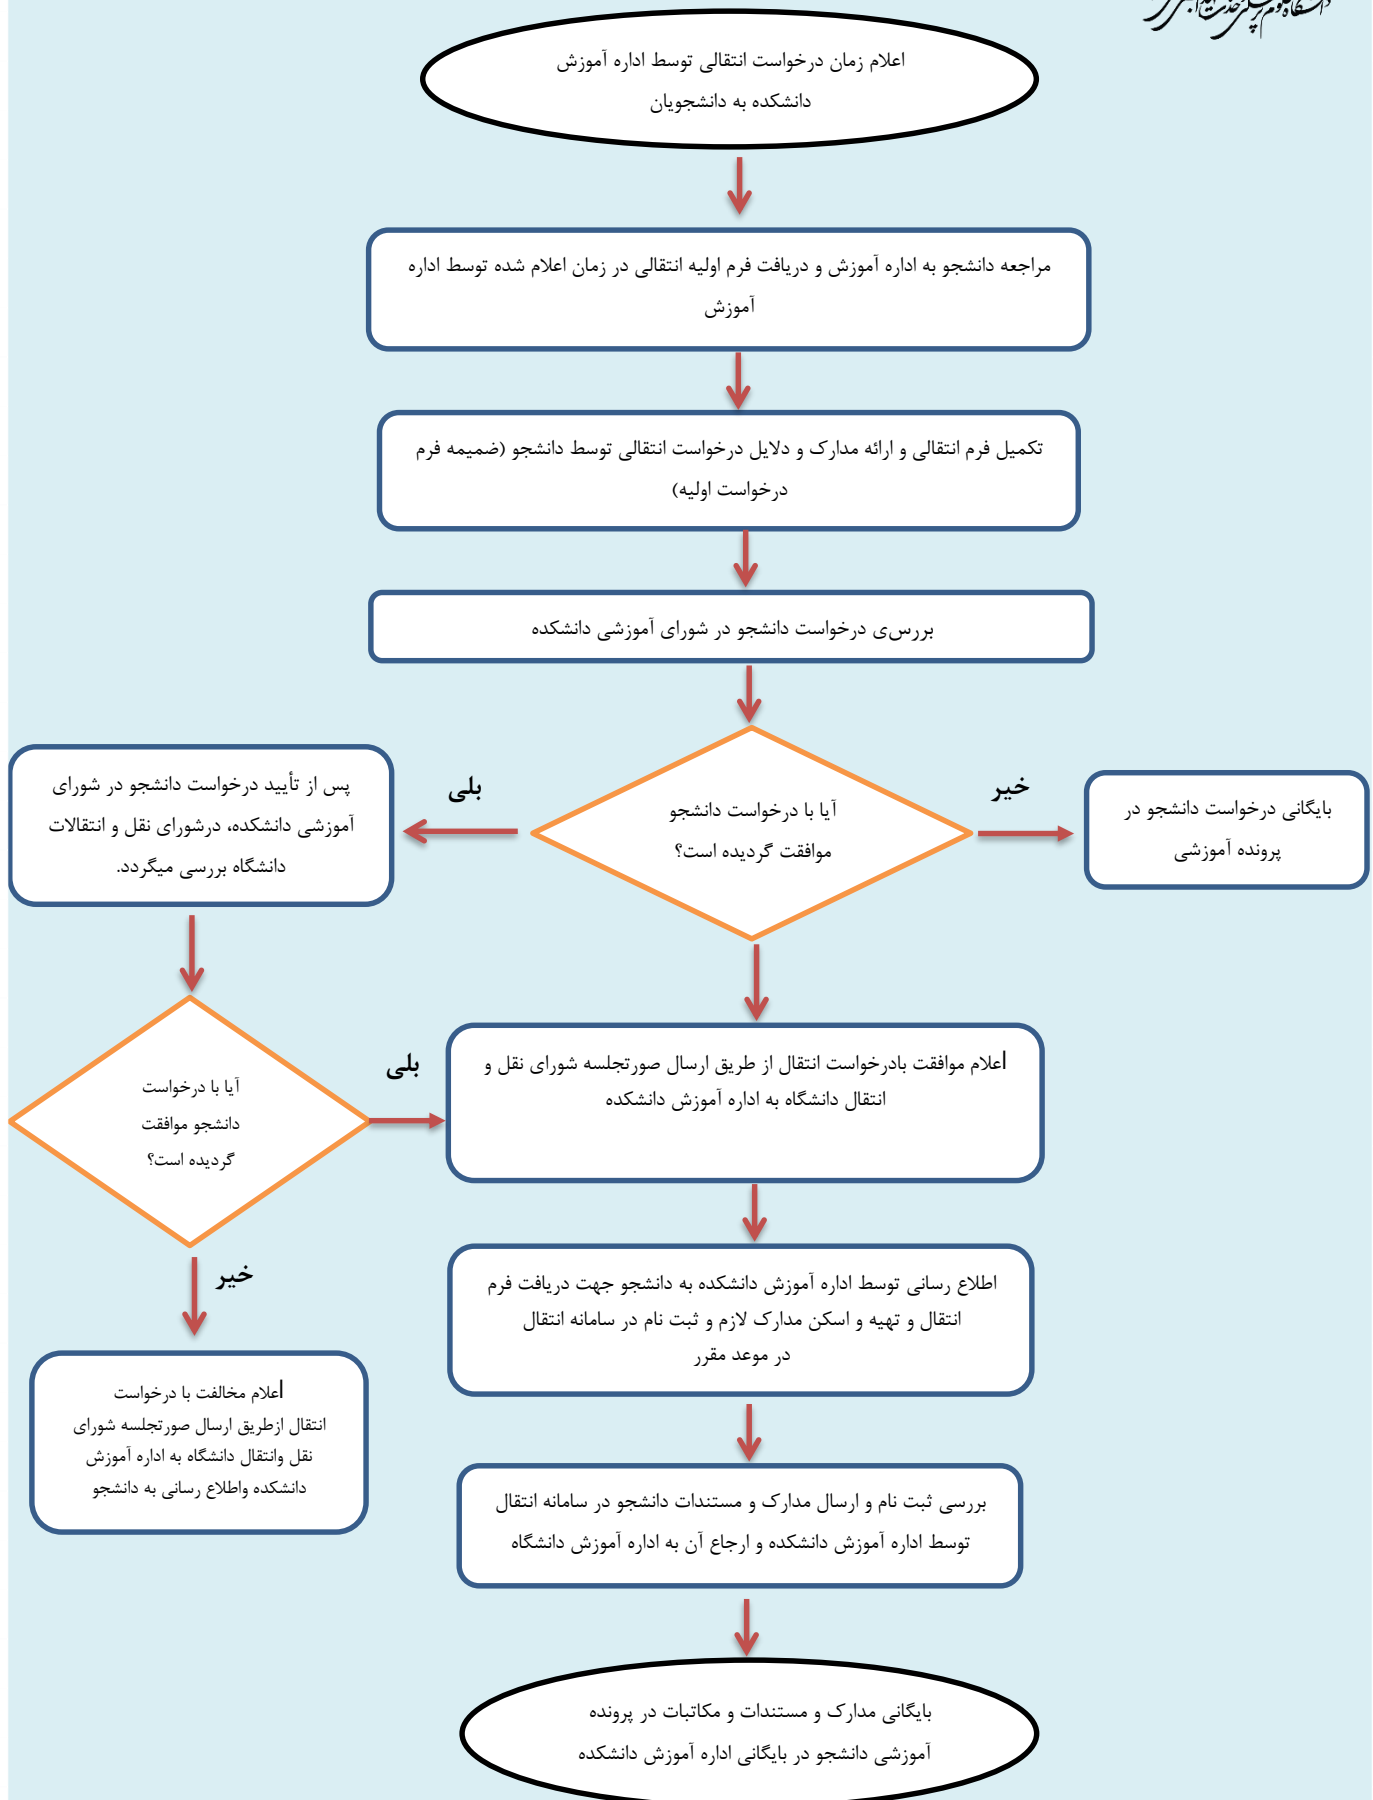 اعلام زمان درخواست انتقالی توسط اداره آموزش
دانشکده به دانشجویان
مراجعه دانشجو به اداره آموزش و دریافت فرم اولیه انتقالی در زمان اعلام شده توسط اداره
آموزش
تکمیل فرم انتقالی و ارائه مدارک و دلایل درخواست انتقالی توسط دانشجو (ضمیمه فرم
درخواست اولیه)
بررسی درخواست دانشجو در شورای آموزشی دانشکده
آیا با درخواست دانشجو
موافقت گردیده است؟
خیر
بایگانی درخواست دانشجو در
پرونده آموزشی
بلی
پس از تأیید درخواست دانشجو در شورای
آموزشی دانشکده، درشورای نقل و انتقالات
دانشگاه بررسی میگردد.
آیا با درخواست
دانشجو موافقت
گردیده است؟
بلی
اعلام موافقت بادرخواست انتقال از طریق ارسال صورتجلسه شورای نقل و
انتقال دانشگاه به اداره آموزش دانشکده
خیر
اعلام مخالفت با درخواست
انتقال ازطریق ارسال صورتجلسه شورای
نقل وانتقال دانشگاه به اداره آموزش
دانشکده واطلاع رسانی به دانشجو
اطلاع رسانی توسط اداره آموزش دانشکده به دانشجو جهت دریافت فرم
انتقال و تهیه و اسکن مدارک لازم و ثبت نام در سامانه انتقال
در موعد مقرر
بررسی ثبت نام و ارسال مدارک و مستندات دانشجو در سامانه انتقال
توسط اداره آموزش دانشکده و ارجاع آن به اداره آموزش دانشگاه
بایگانی مدارک و مستندات و مکاتبات در پرونده
آموزشی دانشجو در بایگانی اداره آموزش دانشکده